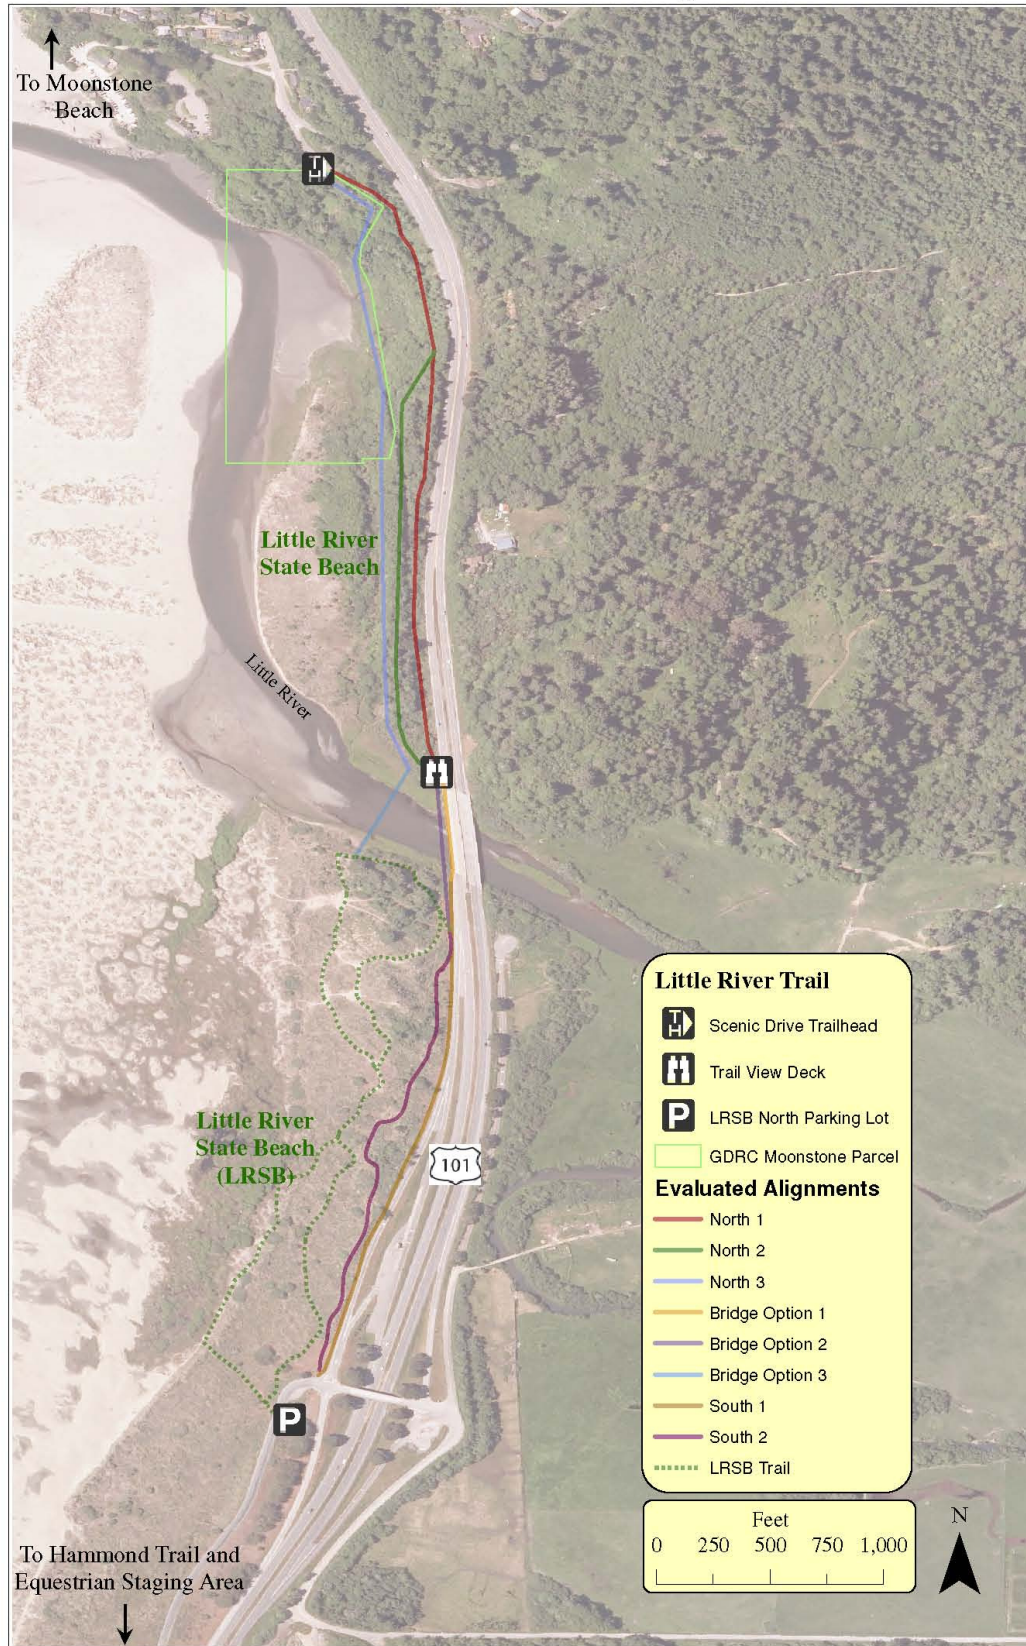 To Moonstone
Beach
TH
Little River
State Beach
Little River
Little River
State Beach
(LRSB)
101
P
To Hammond Trail and
Equestrian Staging Area
Little River Trail
TH Scenic Drive Trailhead
Trail View Deck
P LRSB North Parking Lot
GDRC Moonstone Parcel
Evaluated Alignments
North 1
North 2
North 3
Bridge Option 1
Bridge Option 2
Bridge Option 3
South 1
South 2
LRSB Trail
Feet
0 250 500 750 1,000
N